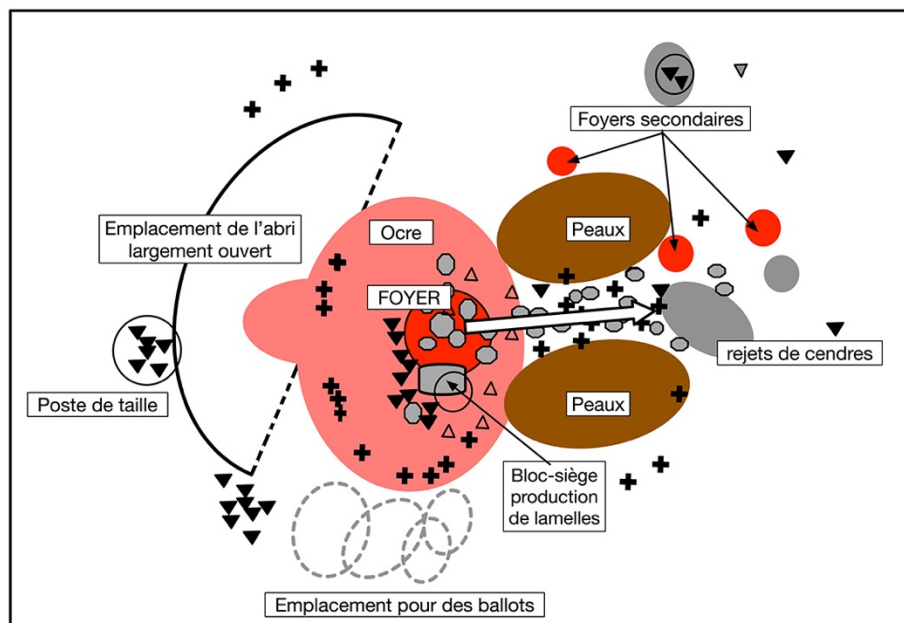 Foyers secondaires
Emplacement de l’abri
largement ouvert
Ocre
Peaux
FOYER
rejets de cendres
Poste de taille
Peaux
Bloc-siège
production
de lamelles
Emplacement pour des ballots